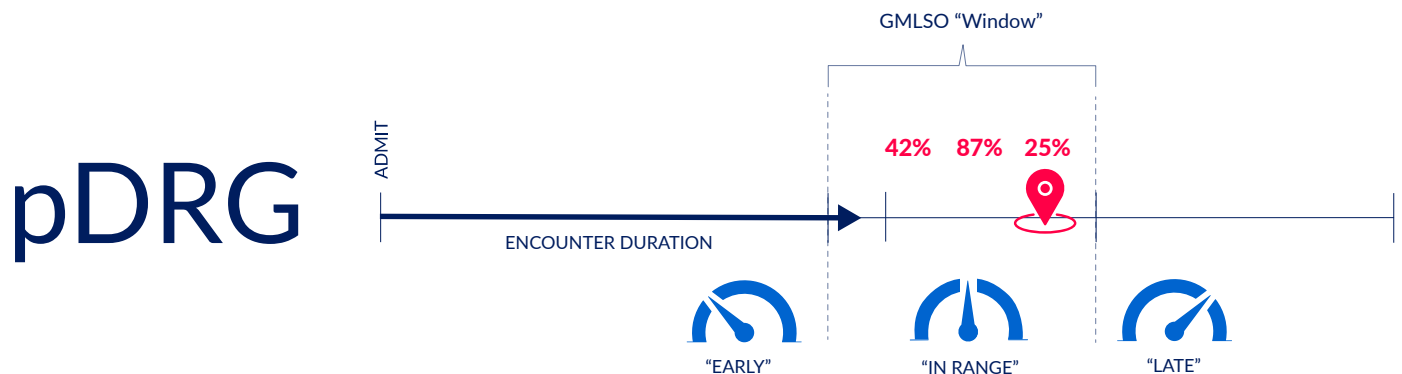 GMLSO “Window”
ADMIT
42% 87% 25%
pDRG
ENCOUNTER DURATION
“EARLY” “IN RANGE” “LATE”